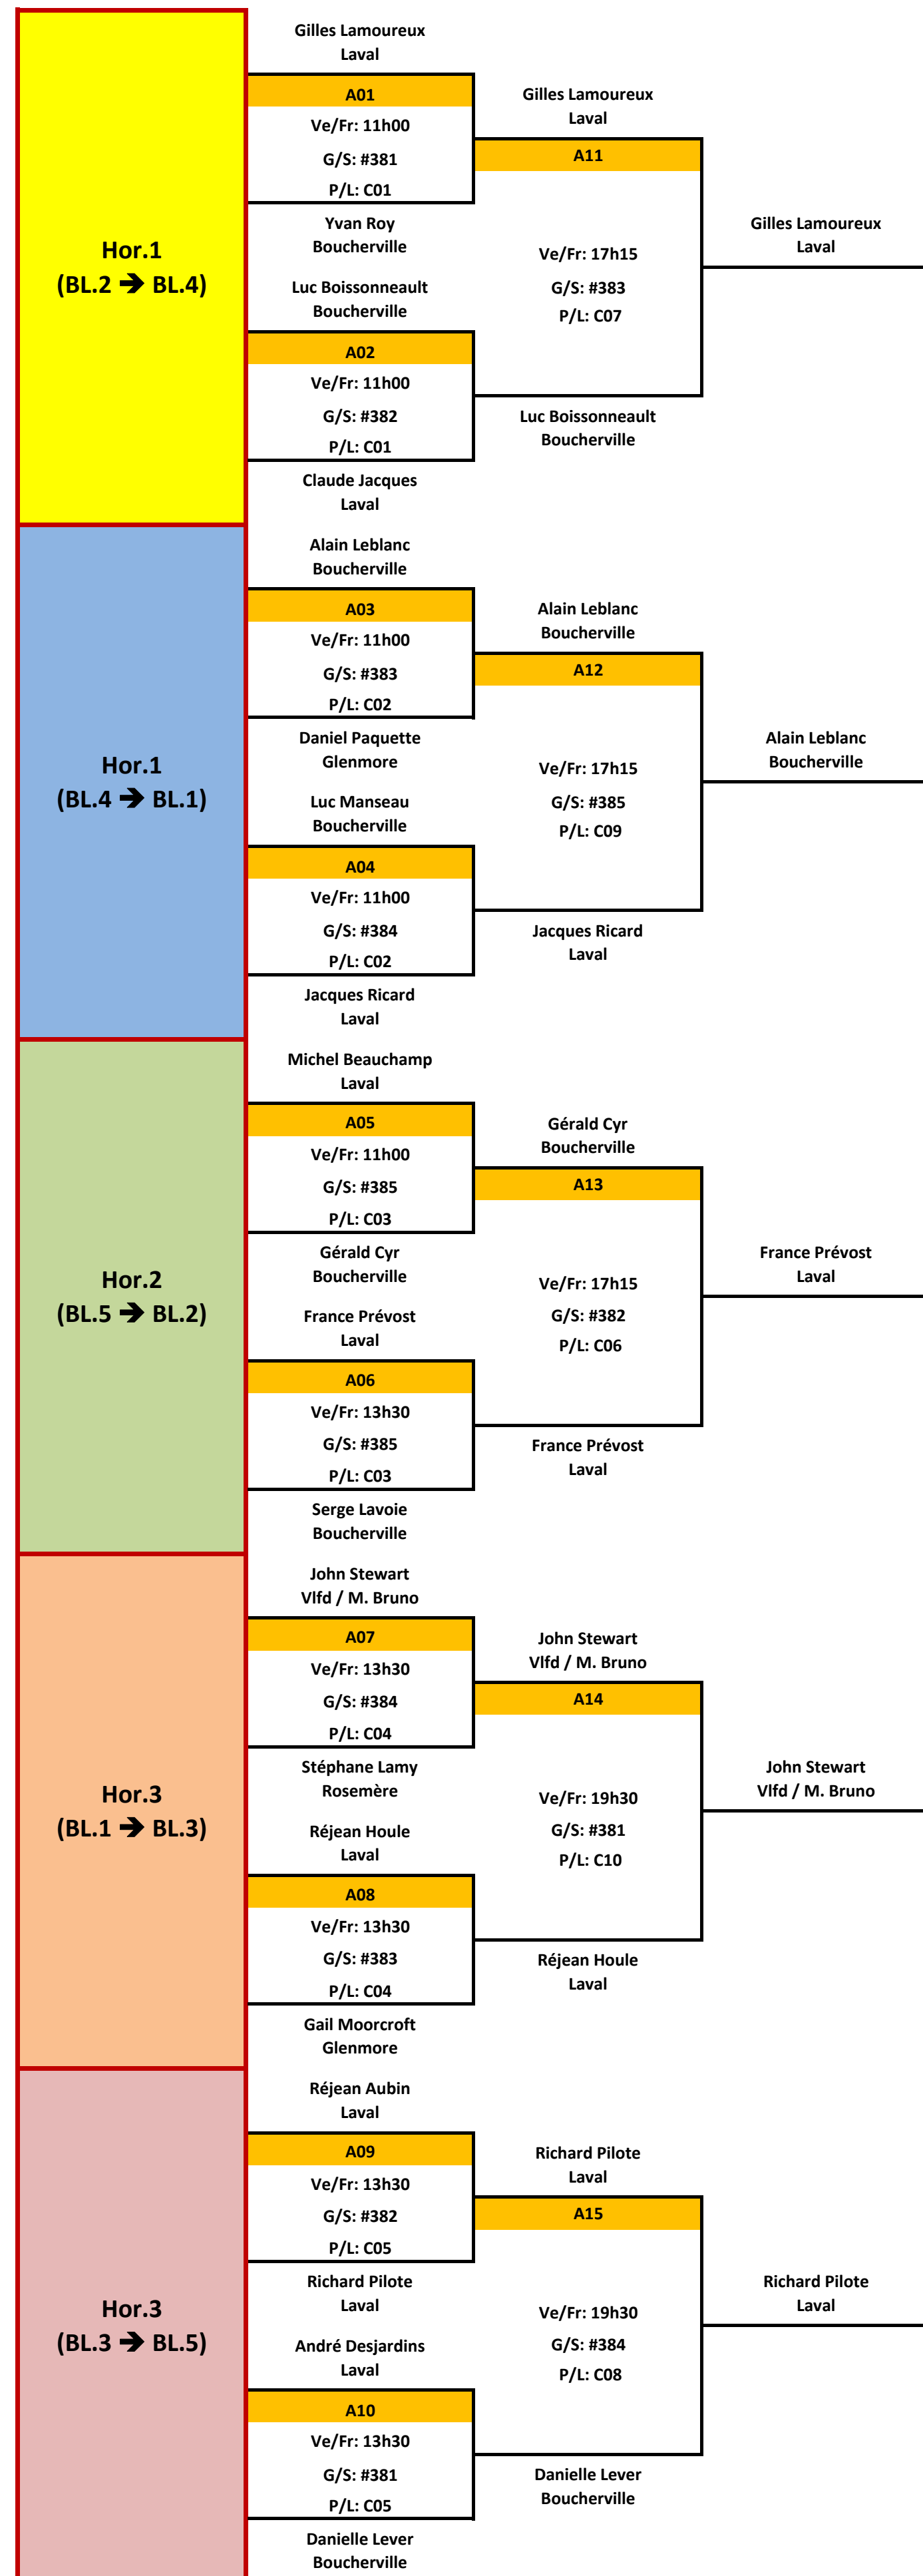 Hor.1
(BL.2 ➔ BL.4)
Gilles Lamoureux
Laval
A01
Ve/Fr: 11h00
G/S: #381
P/L: C01
Yvan Roy
Boucherville
Luc Boissonneault
Boucherville
A02
Ve/Fr: 11h00
G/S: #382
P/L: C01
Claude Jacques
Laval
Gilles Lamoureux
Laval
A11
Ve/Fr: 17h15
G/S: #383
P/L: C07
Luc Boissonneault
Boucherville
Gilles Lamoureux
Laval
Hor.1
(BL.4 ➔ BL.1)
Alain Leblanc
Boucherville
A03
Ve/Fr: 11h00
G/S: #383
P/L: C02
Daniel Paquette
Glenmore
Luc Manseau
Boucherville
A04
Ve/Fr: 11h00
G/S: #384
P/L: C02
Jacques Ricard
Laval
Alain Leblanc
Boucherville
A12
Ve/Fr: 17h15
G/S: #385
P/L: C09
Jacques Ricard
Laval
Alain Leblanc
Boucherville
Hor.2
(BL.5 ➔ BL.2)
Michel Beauchamp
Laval
A05
Ve/Fr: 11h00
G/S: #385
P/L: C03
Gérald Cyr
Boucherville
France Prévost
Laval
A06
Ve/Fr: 13h30
G/S: #385
P/L: C03
Serge Lavoie
Boucherville
Gérald Cyr
Boucherville
A13
Ve/Fr: 17h15
G/S: #382
P/L: C06
France Prévost
Laval
France Prévost
Laval
Hor.3
(BL.1 ➔ BL.3)
John Stewart
Vlfd / M. Bruno
A07
Ve/Fr: 13h30
G/S: #384
P/L: C04
Stéphane Lamy
Rosemère
Réjean Houle
Laval
A08
Ve/Fr: 13h30
G/S: #383
P/L: C04
Gail Moorcroft
Glenmore
John Stewart
Vlfd / M. Bruno
A14
Ve/Fr: 19h30
G/S: #381
P/L: C10
Réjean Houle
Laval
John Stewart
Vlfd / M. Bruno
Hor.3
(BL.3 ➔ BL.5)
Réjean Aubin
Laval
A09
Ve/Fr: 13h30
G/S: #382
P/L: C05
Richard Pilote
Laval
André Desjardins
Laval
A10
Ve/Fr: 13h30
G/S: #381
P/L: C05
Danielle Lever
Boucherville
Richard Pilote
Laval
A15
Ve/Fr: 19h30
G/S: #384
P/L: C08
Danielle Lever
Boucherville
Richard Pilote
Laval